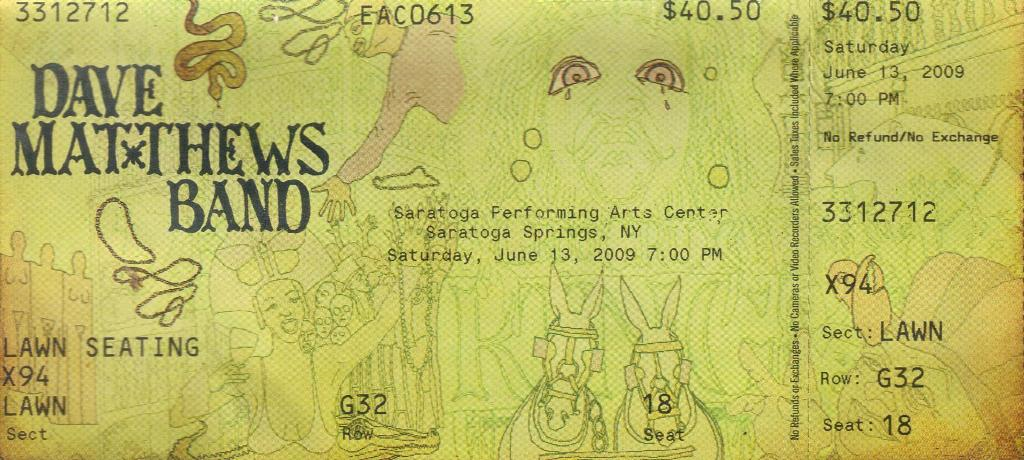 3312712
EAC0613
$40.50
DAVE
MATTHEWS
BAND
Saratoga Performing Arts Center
Saratoga Springs, NY
Saturday, June 13, 2009 7:00 PM
LAWN SEATING
X94
LAWN
Sect
G32
Row
18
Seat
No Refunds or Exchanges • No Cameras or Video Recorders Allowed • Sales Taxes Included Where Applicable
$40.50
Saturday
June 13, 2009
7:00 PM
No Refund/No Exchange
3312712
X94
Sect: LAWN
Row: G32
Seat: 18